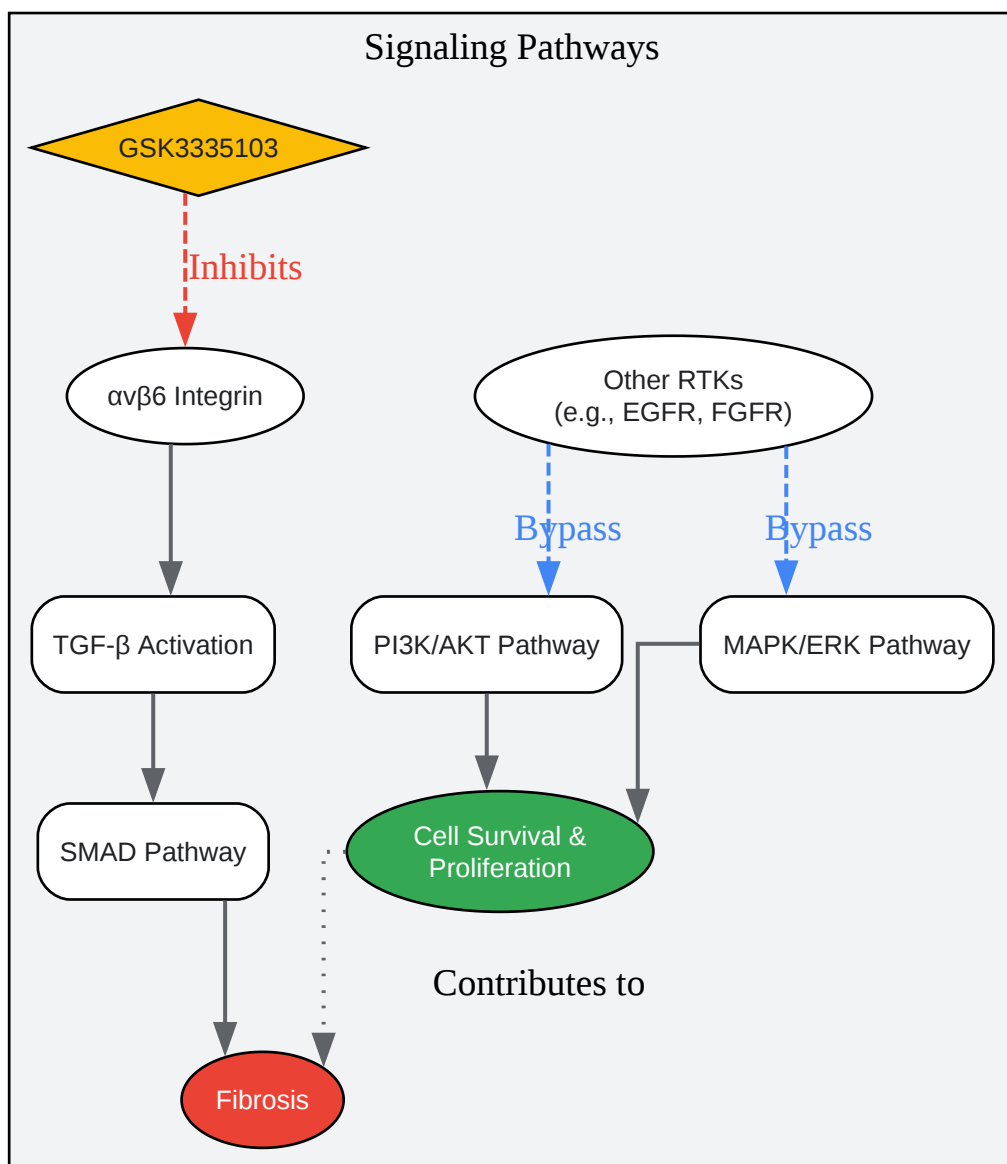 Signaling Pathways
GSK3335103
Inhibits
αvβ6 Integrin
Other RTKs
(e.g., EGFR, FGFR)
Bypass
Bypass
TGF-β Activation
PI3K/AKT Pathway
MAPK/ERK Pathway
SMAD Pathway
Cell Survival &
Proliferation
Contributes to
Fibrosis